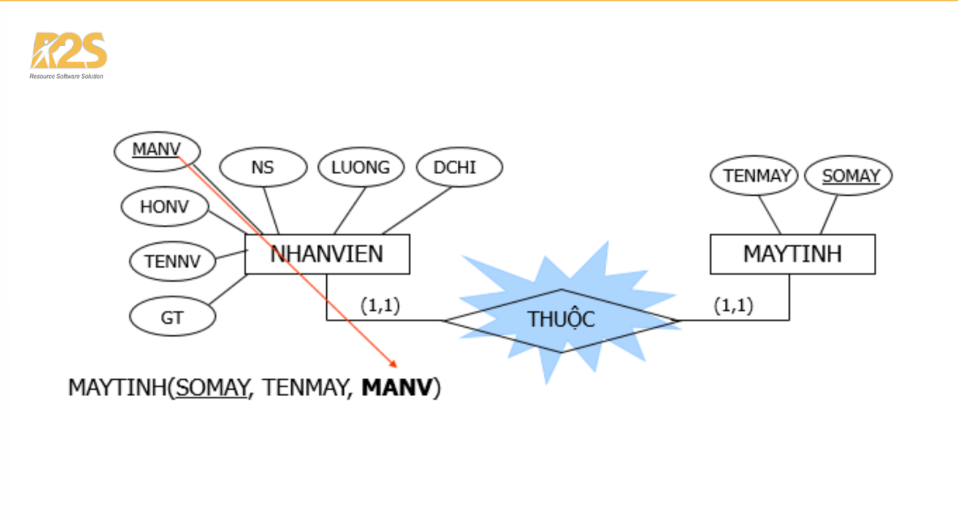 R2S
Resource Software Solution
MANV
NS
LUONG
DCHI
TENMAY
SOMAY
HONV
NHANVIEN
MAYTINH
TENNV
(1,1)
(1,1)
GT
THUỘC
MAYTINH(SOMAY, TENMAY, MANV)